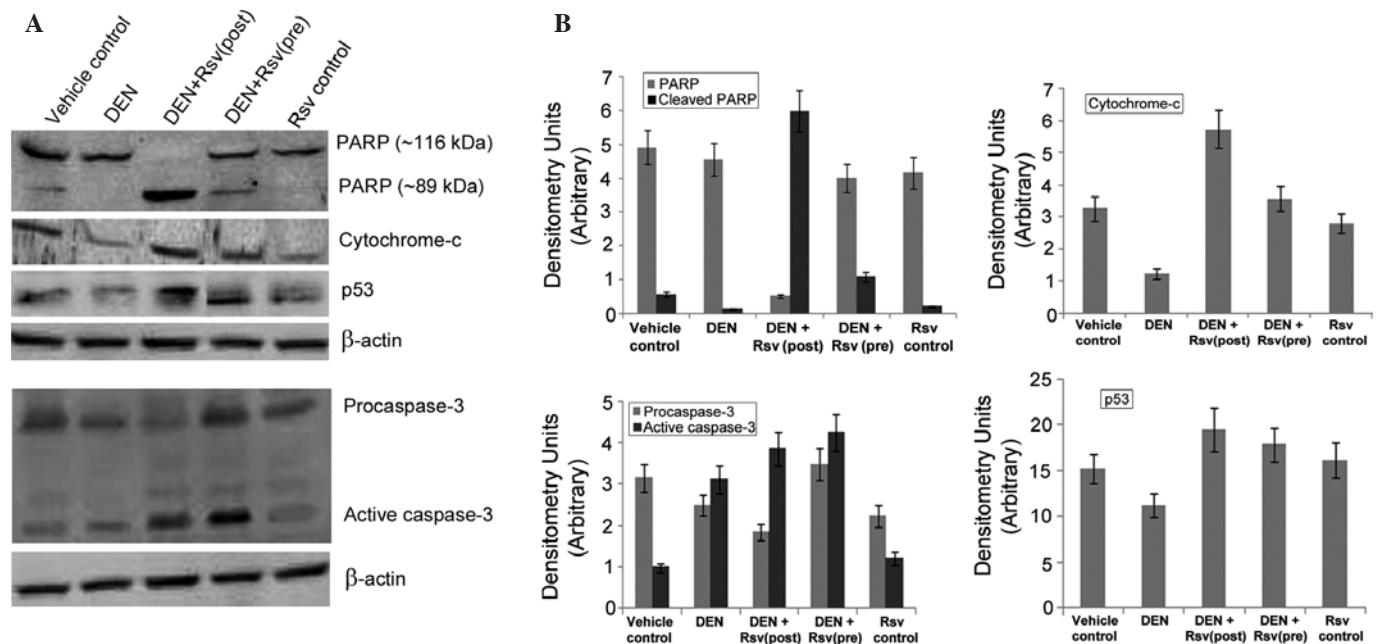 A
Vehicle control
DEN
DEN+Rsv(post)
DEN+Rsv(pre)
Rsv control
PARP (~116 kDa)
PARP (~89 kDa)
Cytochrome-c
p53
β-actin
Procaspase-3
Active caspase-3
β-actin
B
Densitometry Units
(Arbitrary)
7
6
5
4
3
2
1
0
PARP
Cleaved PARP
Vehicle
control
DEN
DEN +
Rsv (post)
DEN +
Rsv (pre)
Rsv
control
Densitometry Units
(Arbitrary)
7
6
5
4
3
2
1
0
Cytochrome-c
Vehicle
control
DEN
DEN +
Rsv(post)
DEN +
Rsv(pre)
Rsv
control
Densitometry Units
(Arbitrary)
5
4
3
2
1
0
Procaspase-3
Active caspase-3
Vehicle
control
DEN
DEN +
Rsv(post)
DEN +
Rsv(pre)
Rsv
control
Densitometry Units
(Arbitrary)
25
20
15
10
5
0
p53
Vehicle
control
DEN
DEN +
Rsv(post)
DEN +
Rsv(pre)
Rsv
control